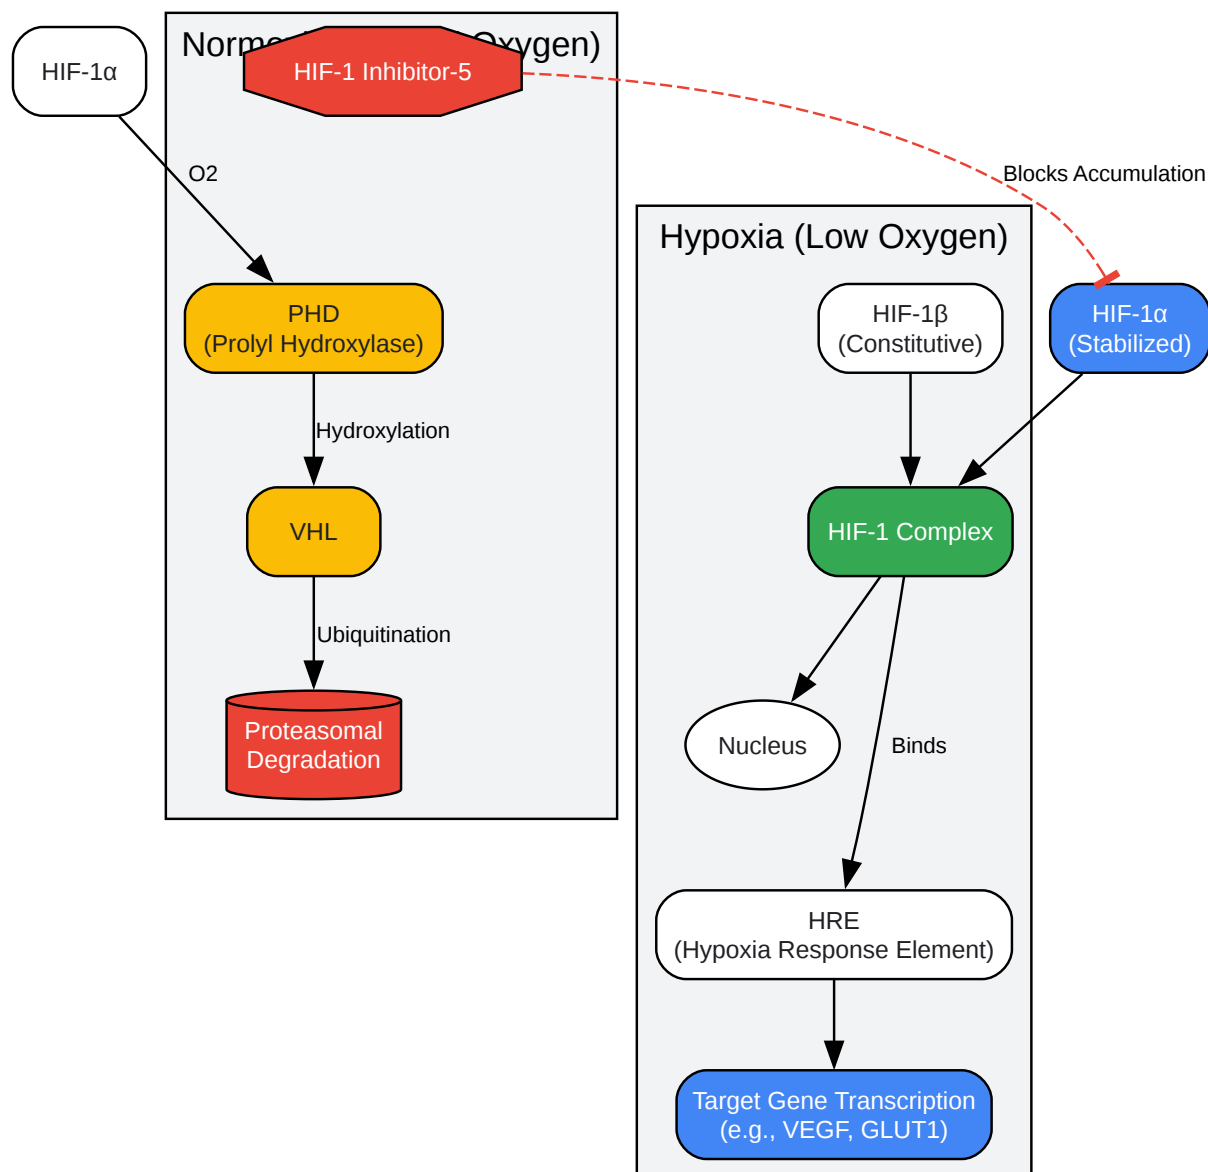 HIF-1α
Oxygen)
HIF-1 Inhibitor-5
O2
Blocks Accumulation
PHD
(Prolyl Hydroxylase)
Hydroxylation
VHL
Ubiquitination
Proteasomal
Degradation
Hypoxia (Low Oxygen)
HIF-1β
(Constitutive)
HIF-1α
(Stabilized)
HIF-1 Complex
Nucleus
Binds
HRE
(Hypoxia Response Element)
Target Gene Transcription
(e.g., VEGF, GLUT1)